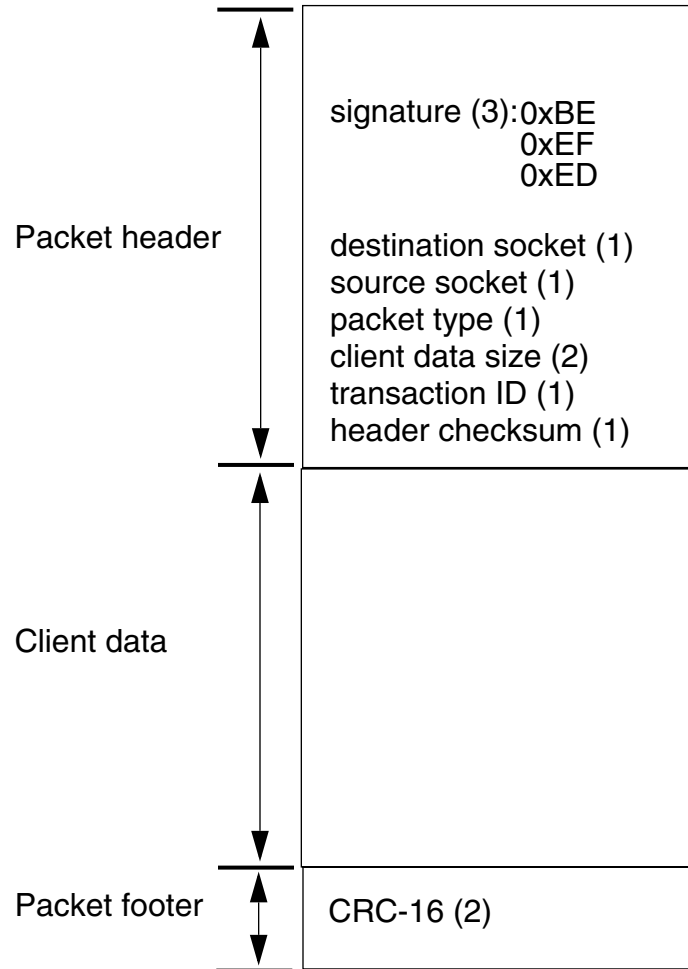 Packet header
signature (3):0xBE
0xEF
0xED
destination socket (1)
source socket (1)
packet type (1)
client data size (2)
transaction ID (1)
header checksum (1)
Client data
Packet footer
CRC-16 (2)